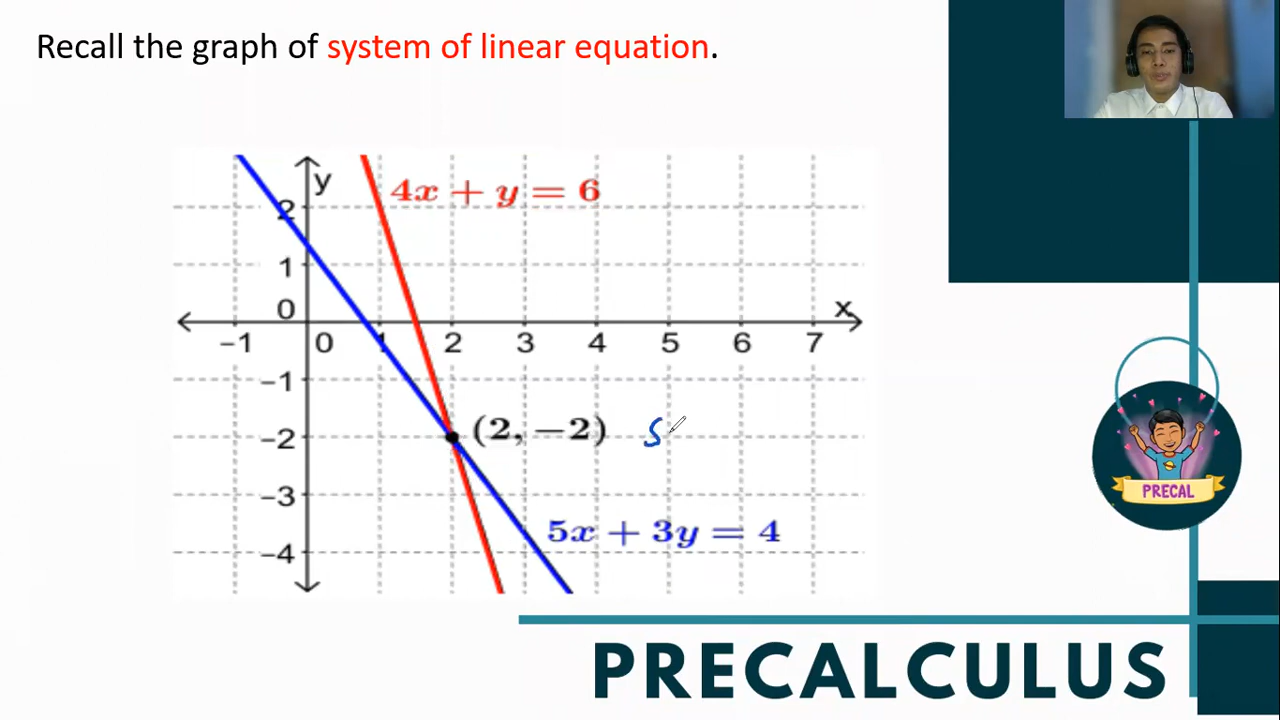 Recall the graph of system of linear equation.
y
4x + y = 6
2
1
0
x
−1 0 1 2 3 4 5 6 7
−1
(2, −2) S
−2
−3
5x + 3y = 4
−4
PRECAL
PRECALCULUS